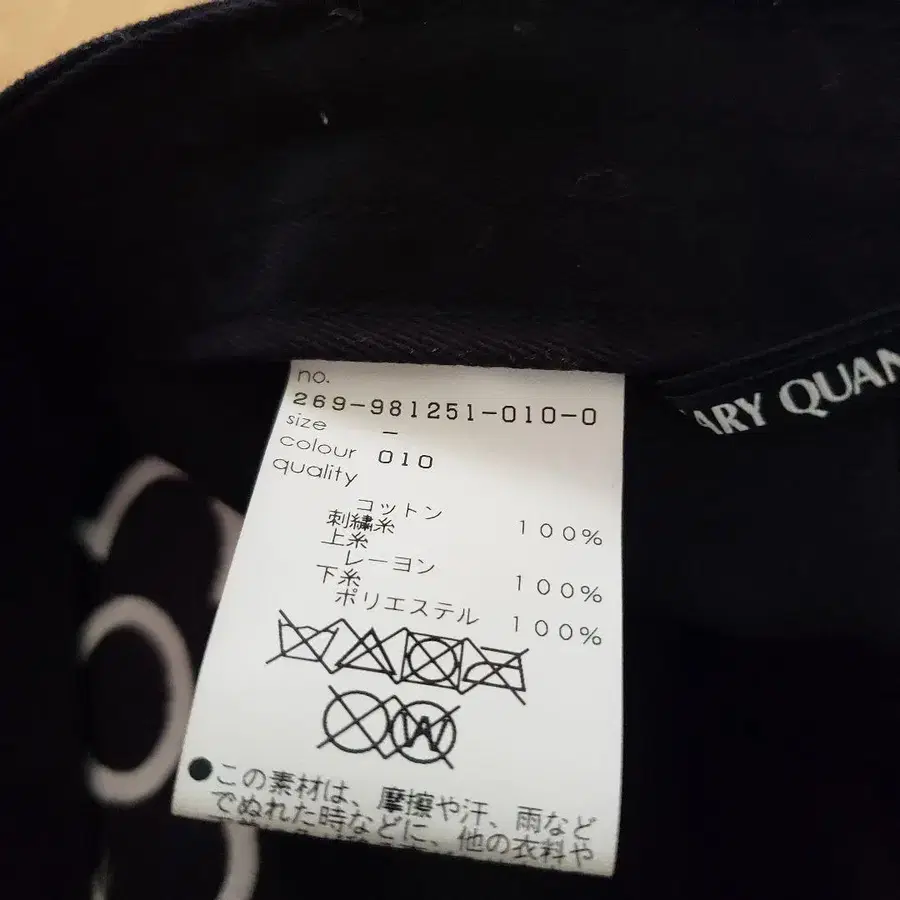 no.
269-981251-010-0
size –
colour 010
quality
コットン 100%
刺繍糸
上糸
レーヨン 100%
下糸
ポリエステル 100%
W
●この素材は、摩擦や汗、雨など
でぬれた時などに、他の衣料や
ARY QUAN